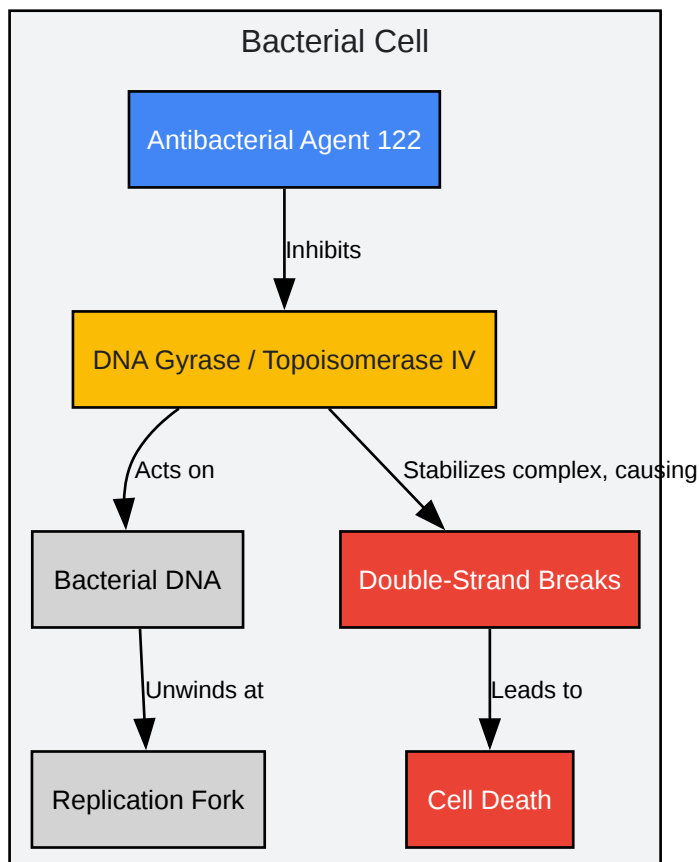 Bacterial Cell
Antibacterial Agent 122
Inhibits
DNA Gyrase / Topoisomerase IV
Acts on
Stabilizes complex, causing
Bacterial DNA
Double-Strand Breaks
Unwinds at
Leads to
Replication Fork
Cell Death